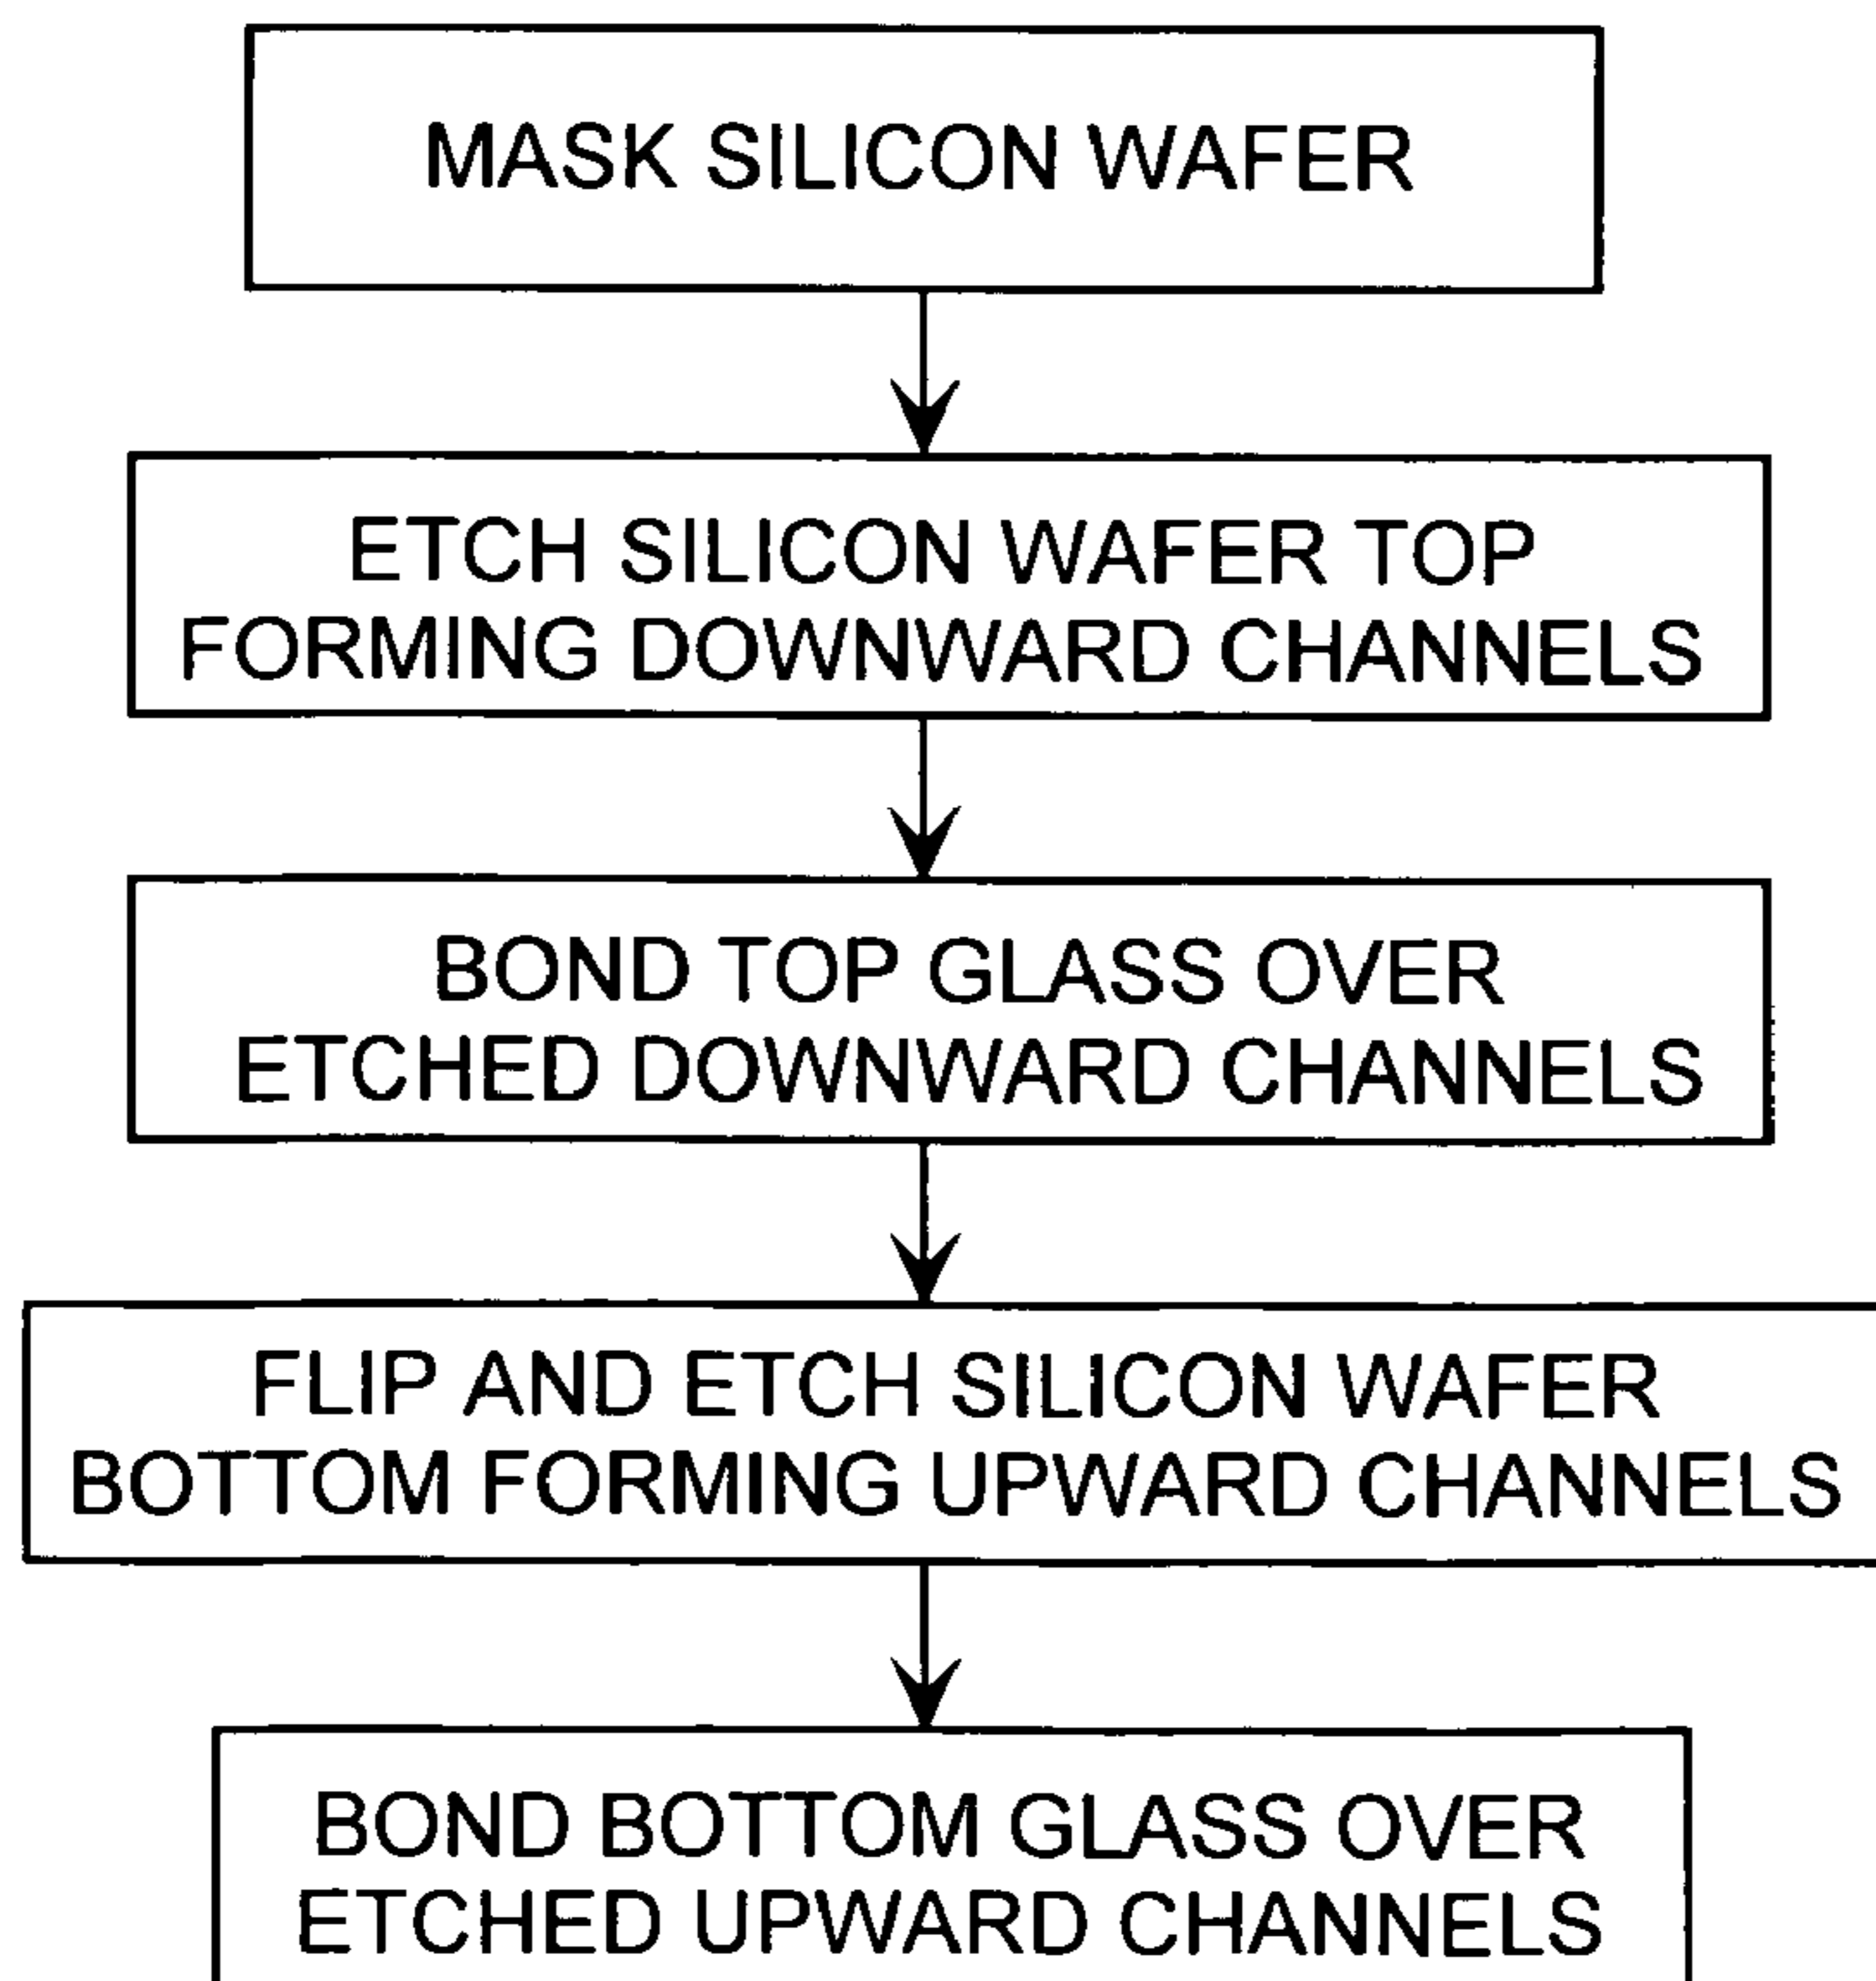 MASK SILICON WAFER
ETCH SILICON WAFER TOP
FORMING DOWNWARD CHANNELS
BOND TOP GLASS OVER
ETCHED DOWNWARD CHANNELS
FLIP AND ETCH SILICON WAFER
BOTTOM FORMING UPWARD CHANNELS
BOND BOTTOM GLASS OVER
ETCHED UPWARD CHANNELS